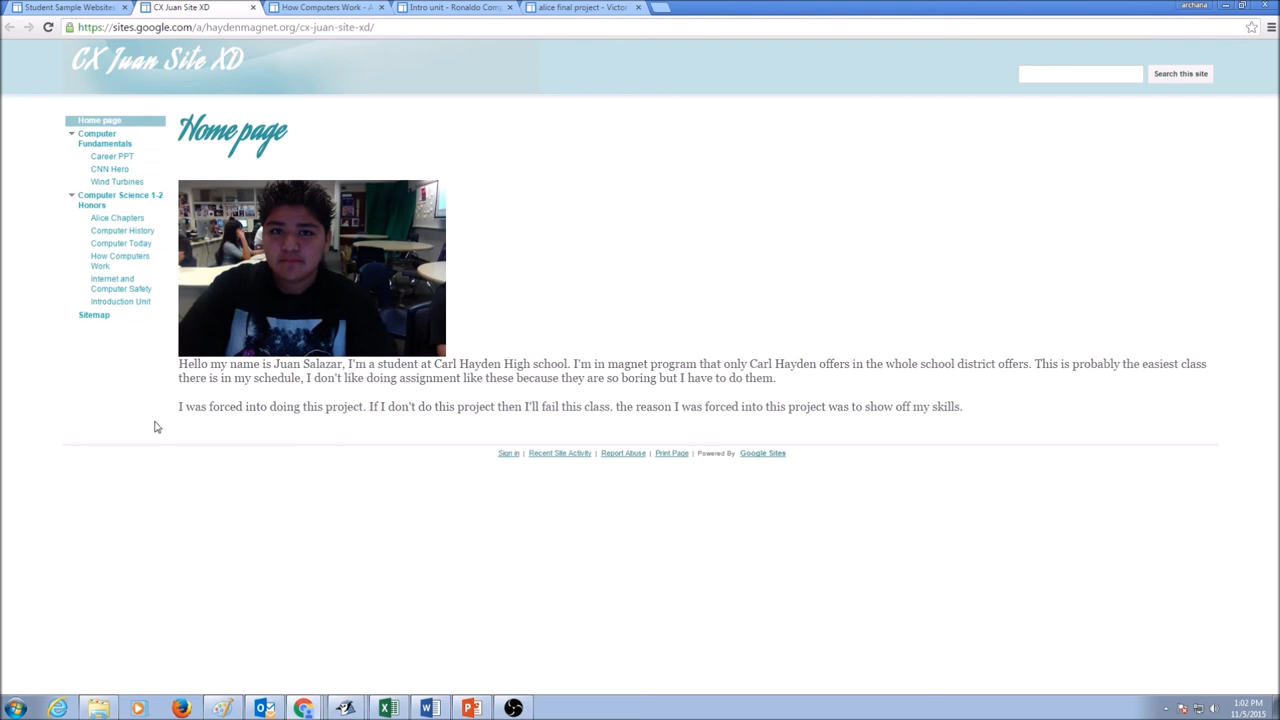 Student Sample Websites
CX Juan Site XD
How Computers Work - A
Intro unit - Ronaldo Comp
alice final project - Victor
archana
https://sites.google.com/a/haydenmagnet.org/cx-juan-site-xd/
CX Juan Site XD
Search this site
Home page
Computer
Fundamentals
Career PPT
CNN Hero
Wind Turbines
Computer Science 1-2
Honors
Alice Chapters
Computer History
Computer Today
How Computers
Work
Internet and
Computer Safety
Introduction Unit
Sitemap
Home page
Hello my name is Juan Salazar, I'm a student at Carl Hayden High school. I'm in magnet program that only Carl Hayden offers in the whole school district offers. This is probably the easiest class
there is in my schedule, I don't like doing assignment like these because they are so boring but I have to do them.
I was forced into doing this project. If I don't do this project then I'll fail this class. the reason I was forced into this project was to show off my skills.
Sign in | Recent Site Activity | Report Abuse | Print Page | Powered By Google Sites
1:02 PM
11/5/2015